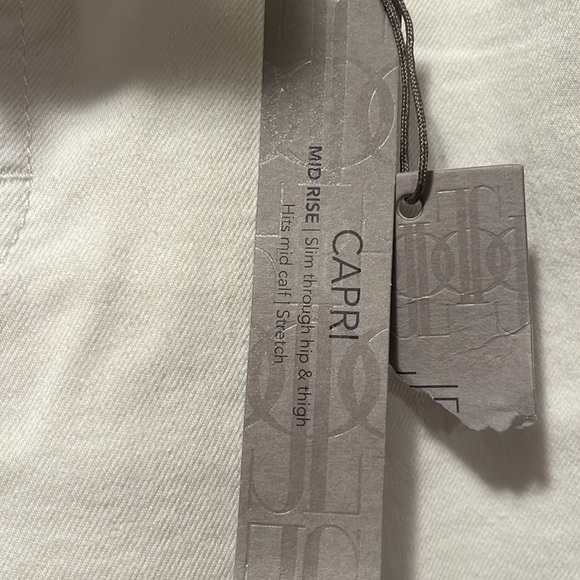 CAPRI
MID RISE | Slim through hip & thigh
Hits mid calf | Stretch